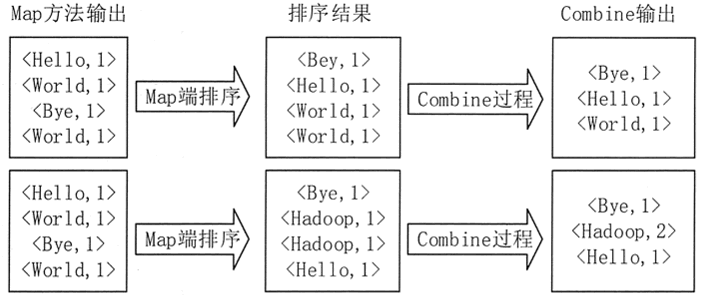 Map方法输出 排序结果 Combine输出
<Hello,1>
<World,1>
<Bye,1>
<World,1>
Map端排序
<Bey,1>
<Hello,1>
<World,1>
<World,1>
Combine过程
<Bye,1>
<Hello,1>
<World,1>
<Hello,1>
<World,1>
<Bye,1>
<World,1>
Map端排序
<Bye,1>
<Hadoop,1>
<Hadoop,1>
<Hello,1>
Combine过程
<Bye,1>
<Hadoop,2>
<Hello,1>